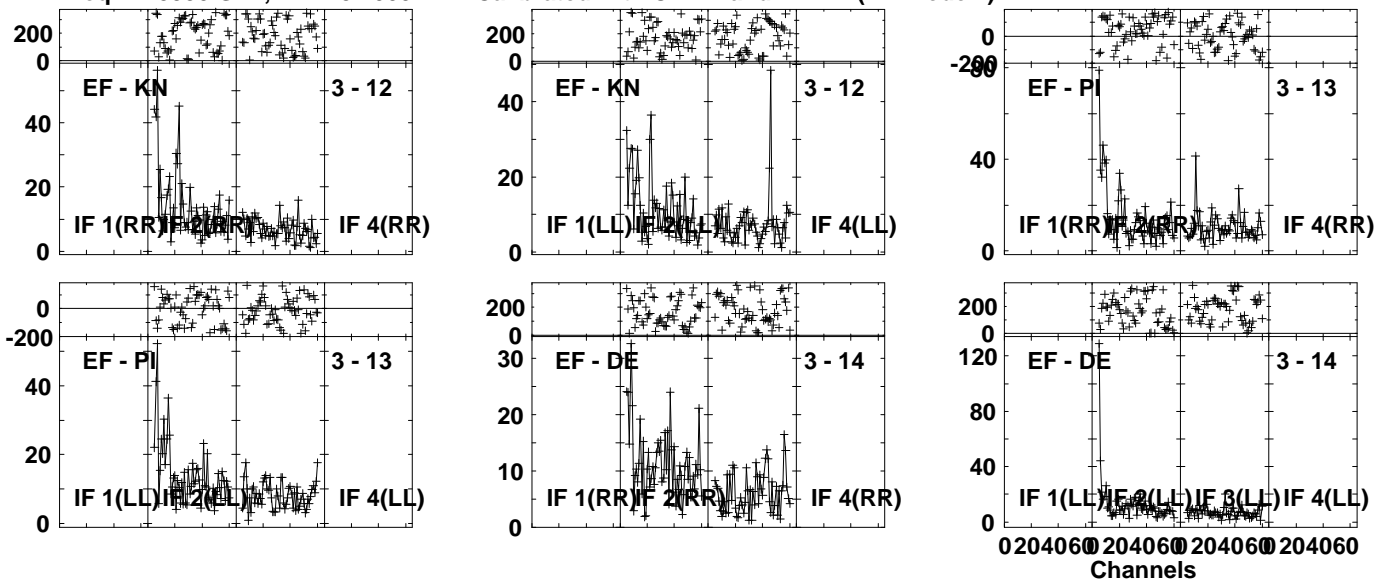 200
0
EF - KN 3 - 12
40
20
0
IF 1(RR) IF 2(RR) IF 4(RR)
200
0
EF - KN 3 - 12
40
20
0
IF 1(LL) IF 2(LL) IF 4(LL)
0
-200
80
EF - PI 3 - 13
40
0
IF 1(RR) IF 2(RR) IF 4(RR)
0
-200
EF - PI 3 - 13
40
20
0
IF 1(LL) IF 2(LL) IF 4(LL)
200
0
EF - DE 3 - 14
30
20
10
0
IF 1(RR) IF 2(RR) IF 4(RR)
200
0
EF - DE 3 - 14
120
80
40
0
IF 1(LL) IF 2(LL) IF 3(LL) IF 4(LL)
0 20 40 60 0 20 40 60 0 20 40 60 0 20 40 60
Channels